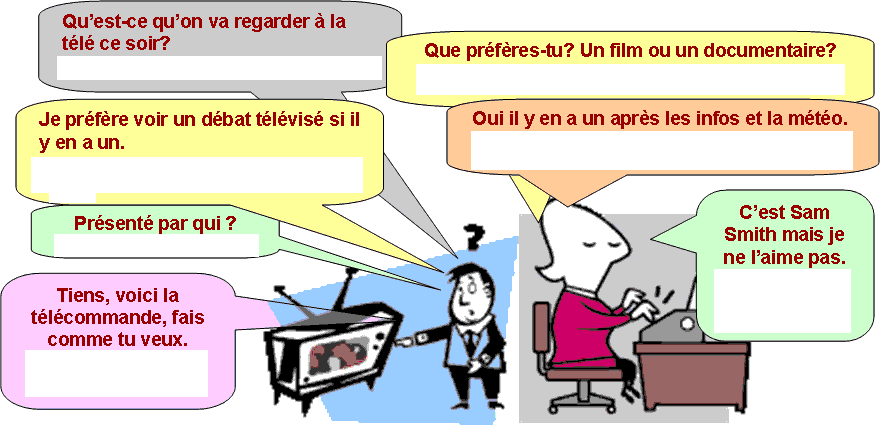 Qu’est-ce qu’on va regarder à la
télé ce soir?
Que préfères-tu? Un film ou un documentaire?
Je préfère voir un débat télévisé si il
y en a un.
Oui il y en a un après les infos et la météo.
Présenté par qui ?
C’est Sam
Smith mais je
ne l’aime pas.
Tiens, voici la
télécommande, fais
comme tu veux.
?